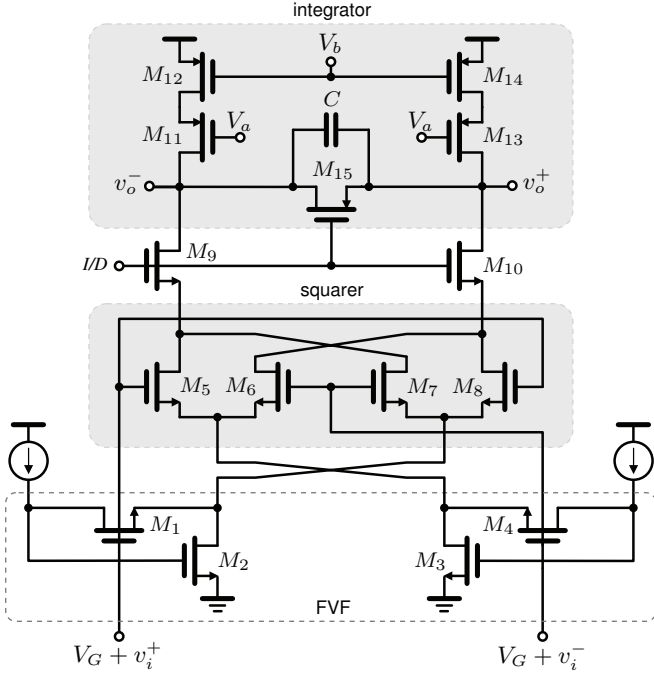 integrator
V_b
M_12
M_14
C
V_a
V_a
M_11
M_13
M_15
v_o^-
v_o^+
M_9
I/D
M_10
squarer
M_5
M_6
M_7
M_8
M_1
M_4
M_2
M_3
FVF
V_G + v_i^+
V_G + v_i^-